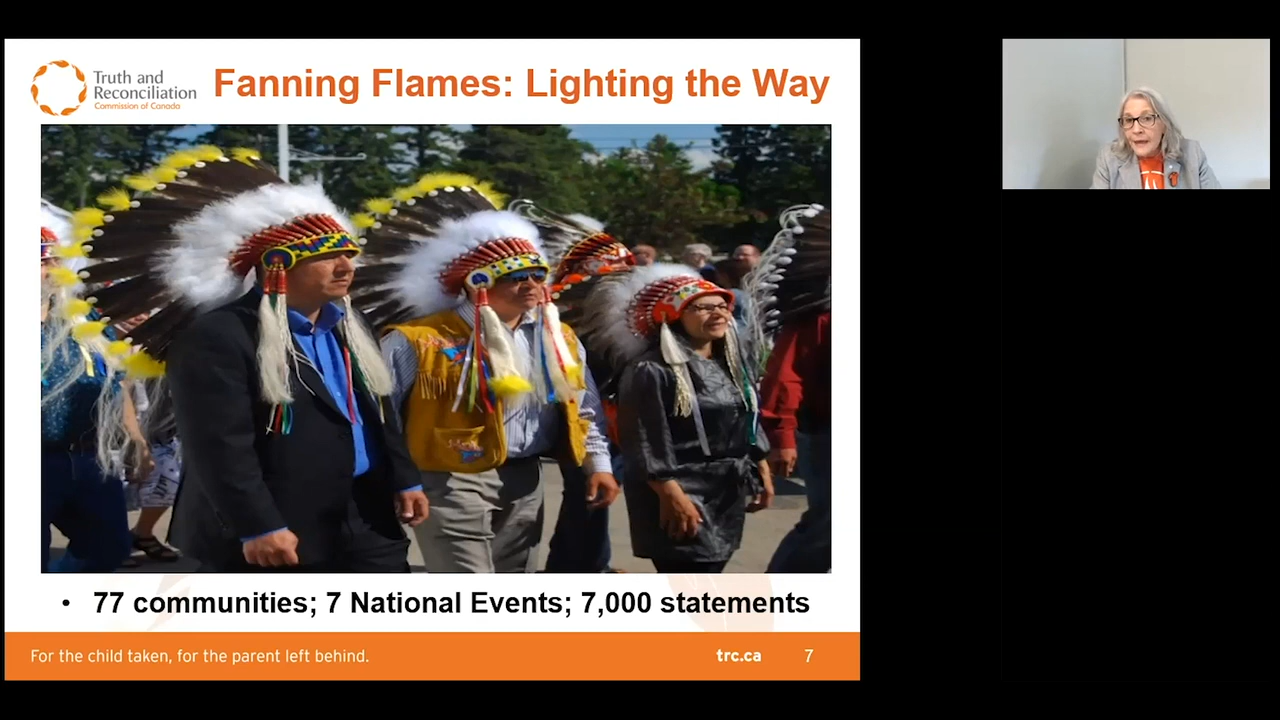 Truth and
Reconciliation
Commission of Canada
Fanning Flames: Lighting the Way
• 77 communities; 7 National Events; 7,000 statements
For the child taken, for the parent left behind.
trc.ca
7